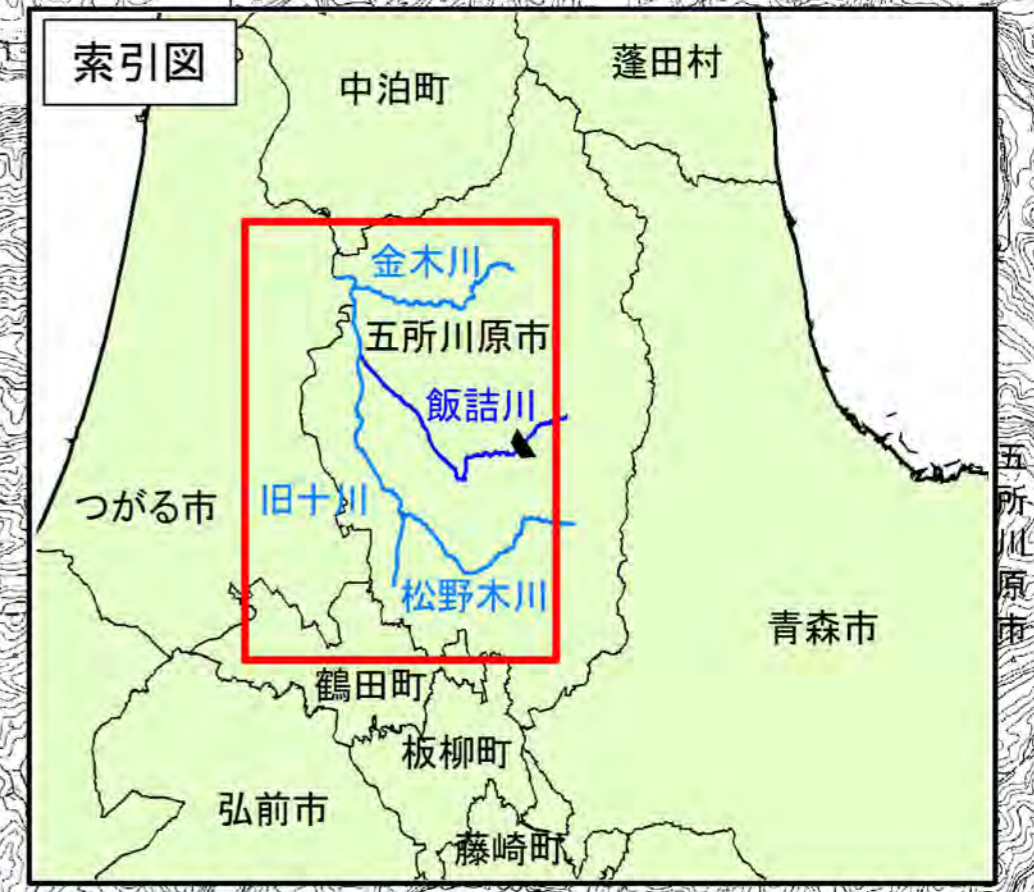 索引図
中泊町
蓬田村
金木川
五所川原市
飯詰川
つがる市
旧十川
松野木川
青森市
鶴田町
板柳町
弘前市
藤崎町
五所川原市